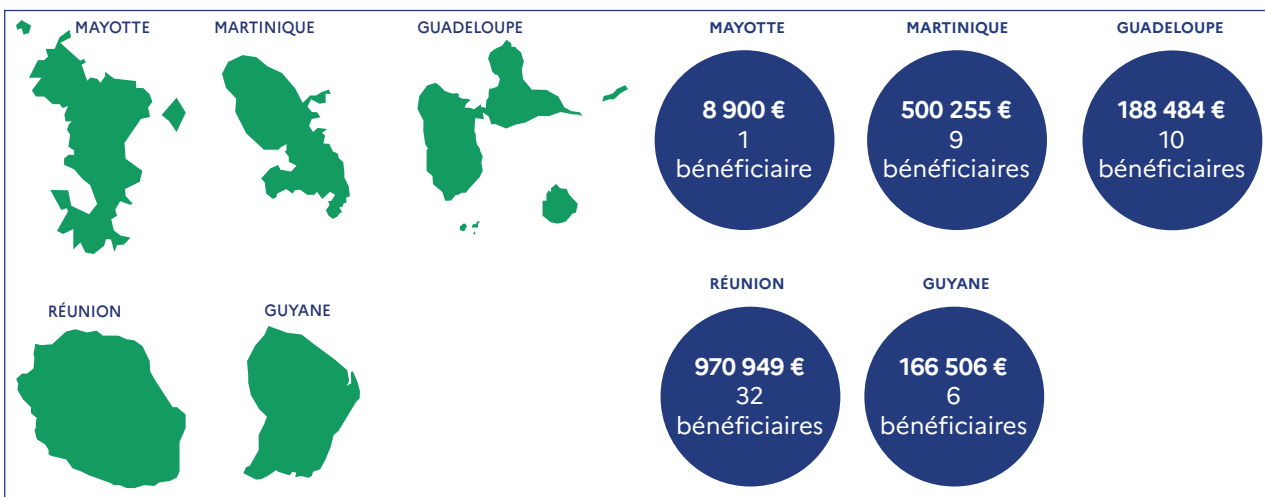 MAYOTTE
MARTINIQUE
GUADELOUPE
RÉUNION
GUYANE
MAYOTTE
8 900 €
1
bénéficiaire
MARTINIQUE
500 255 €
9
bénéficiaires
GUADELOUPE
188 484 €
10
bénéficiaires
RÉUNION
970 949 €
32
bénéficiaires
GUYANE
166 506 €
6
bénéficiaires